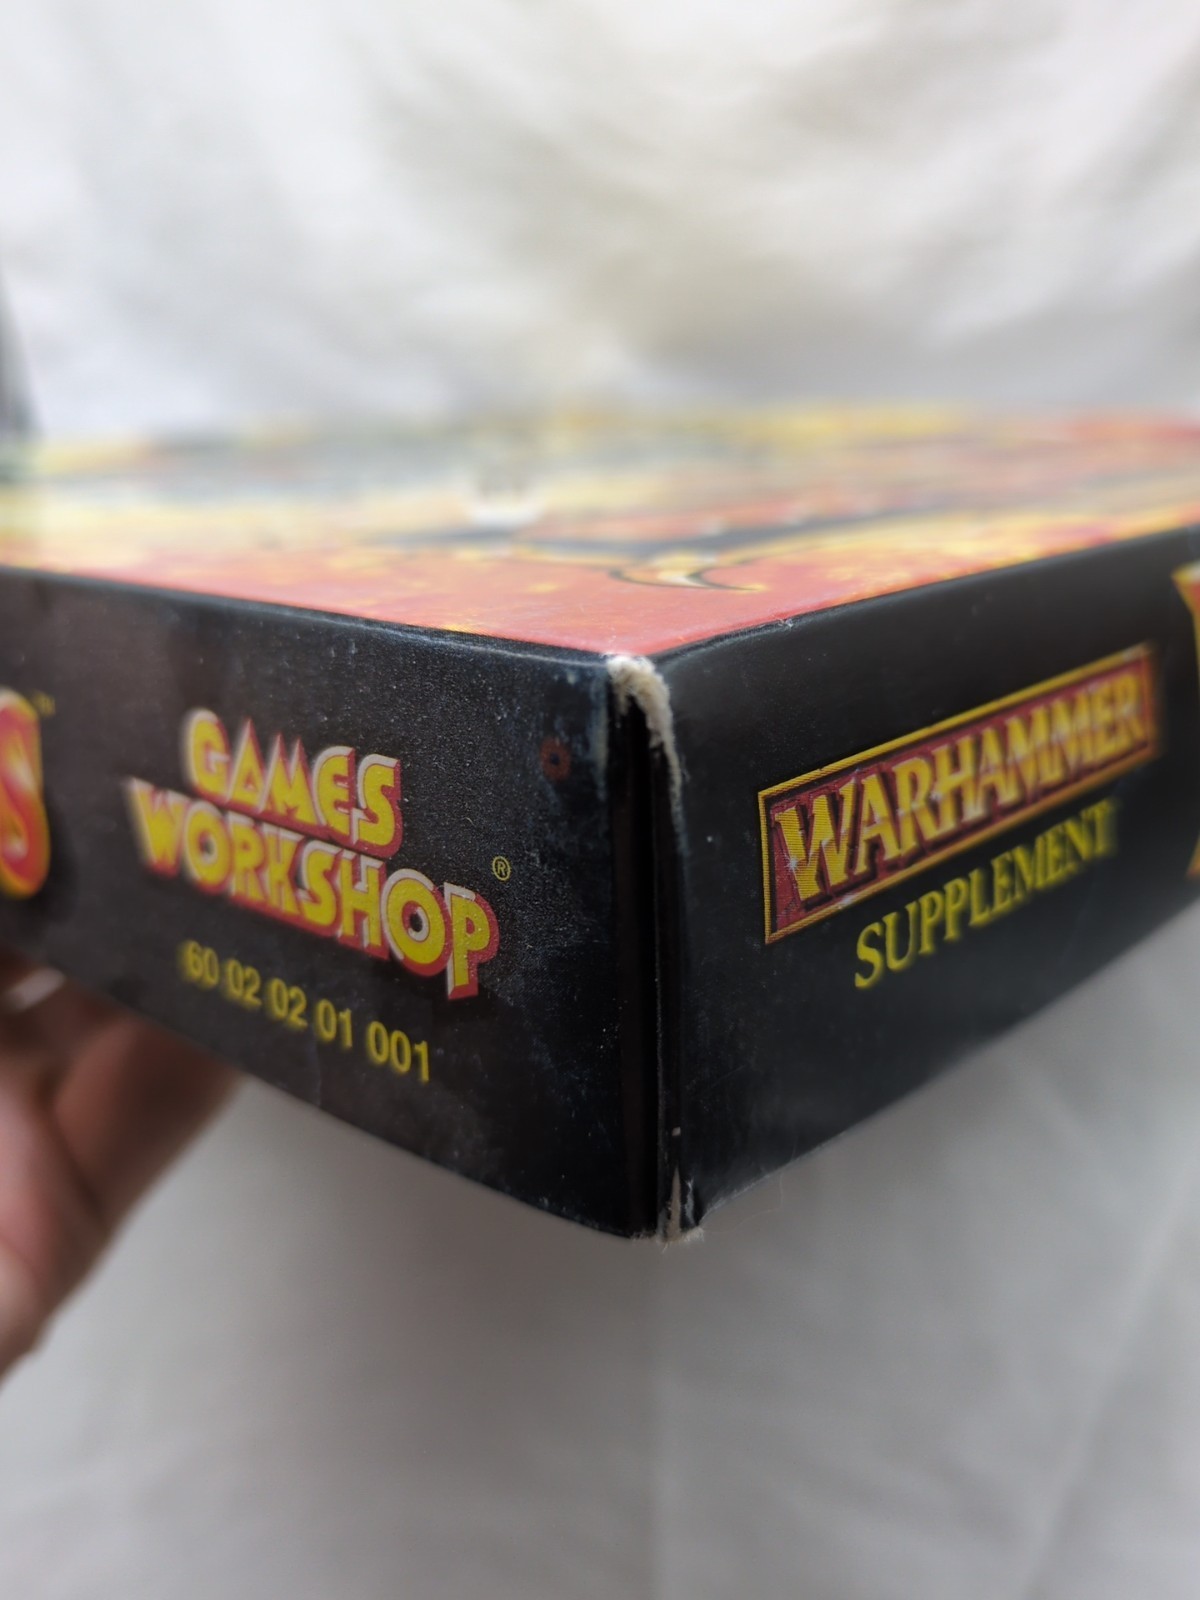 S
GAMES
WORKSHOP®
60 02 02 01 001
WARHAMMER
SUPPLEMENT